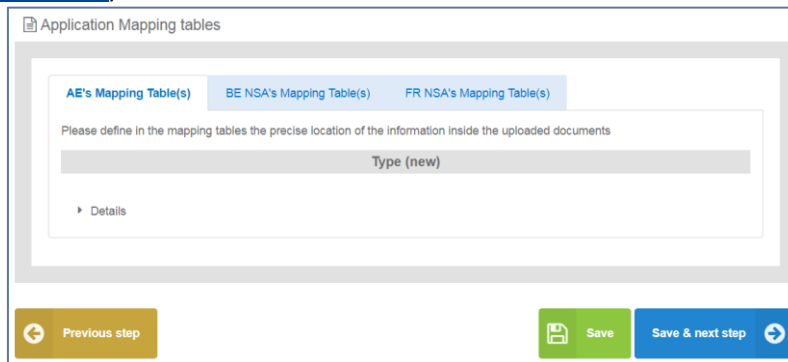 Application Mapping tables
AE's Mapping Table(s) BE NSA's Mapping Table(s) FR NSA's Mapping Table(s)
Please define in the mapping tables the precise location of the information inside the uploaded documents
Type (new)
Details
Previous step Save Save & next step